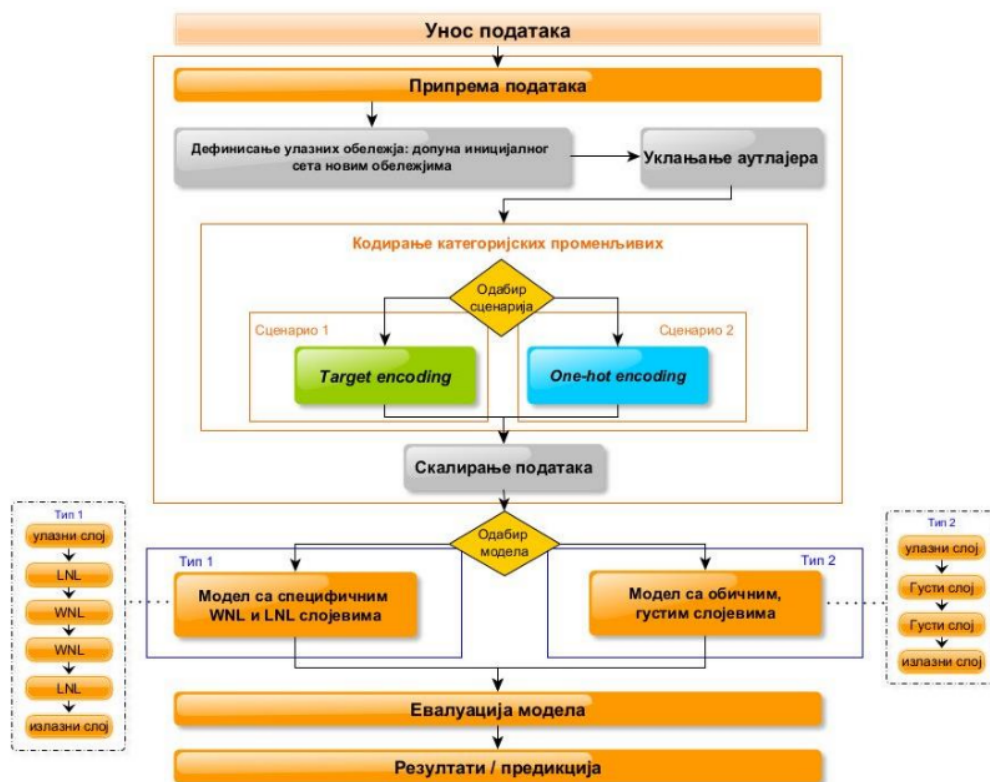 Унос података
Припрема података
Дефинисање улазних обележја: допуна иницијалног
сета новим обележјима
Уклањање аутлајера
Кодирање категоријских променљивих
Одабир
сценарија
Сценарио 1
Сценарио 2
Target encoding
One-hot encoding
Скалирање података
Одабир
модела
Тип 1
Тип 2
Модел са специфичним
WNL и LNL слојевима
Модел са обичним,
густим слојевима
Тип 1
улазни слој
LNL
WNL
WNL
LNL
излазни слој
Тип 2
улазни слој
Густи слој
Густи слој
излазни слој
Евалуација модела
Резултати / предикција